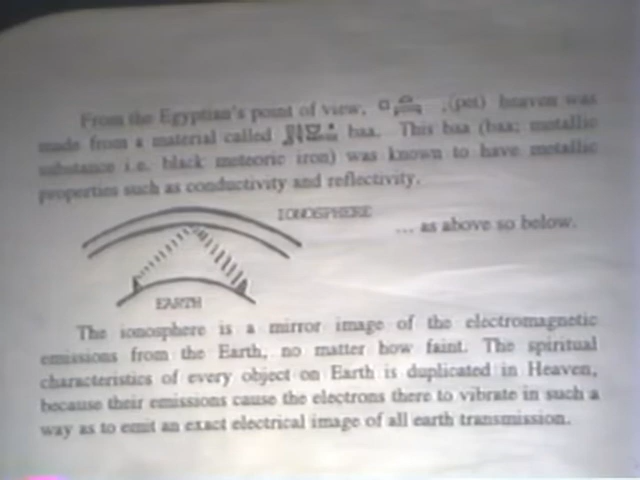 From the Egyptian's point of view, (pet) heaven was
made from a material called baa. This baa (baa; metallic
substance i.e. black meteoric iron) was known to have metallic
properties such as conductivity and reflectivity.
IONOSPHERE
... as above so below.
EARTH
The ionosphere is a mirror image of the electromagnetic
emissions from the Earth, no matter how faint. The spiritual
characteristics of every object on Earth is duplicated in Heaven,
because their emissions cause the electrons there to vibrate in such a
way as to emit an exact electrical image of all earth transmission.